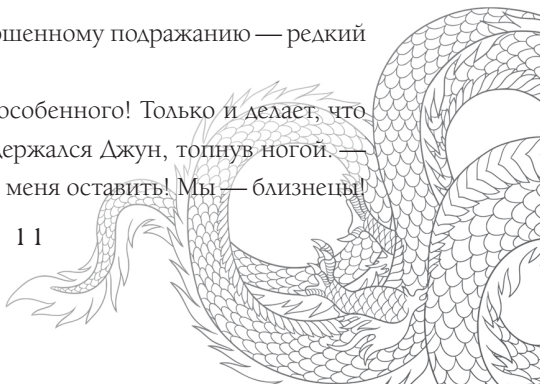 ошенному подражанию — редкий
особенного! Только и делает, что
держался Джун, топнув ногой. —
меня оставить! Мы — близнецы!
11